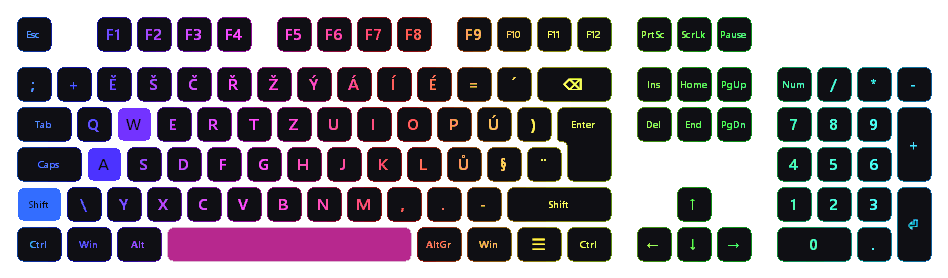 Esc F1 F2 F3 F4 F5 F6 F7 F8 F9 F10 F11 F12 PrtSc ScrLk Pause
; + Ě Š Č Ř Ž Ý Á Í É = ´ ⌫ Ins Home PgUp Num / * -
Tab Q W E R T Z U I O P Ú ) Enter Del End PgDn 7 8 9 +
Caps A S D F G H J K L Ů § ¨ 4 5 6
Shift \ Y X C V B N M , . - Shift ↑ 1 2 3 ⏎
Ctrl Win Alt AltGr Win ☰ Ctrl ← ↓ → 0 .